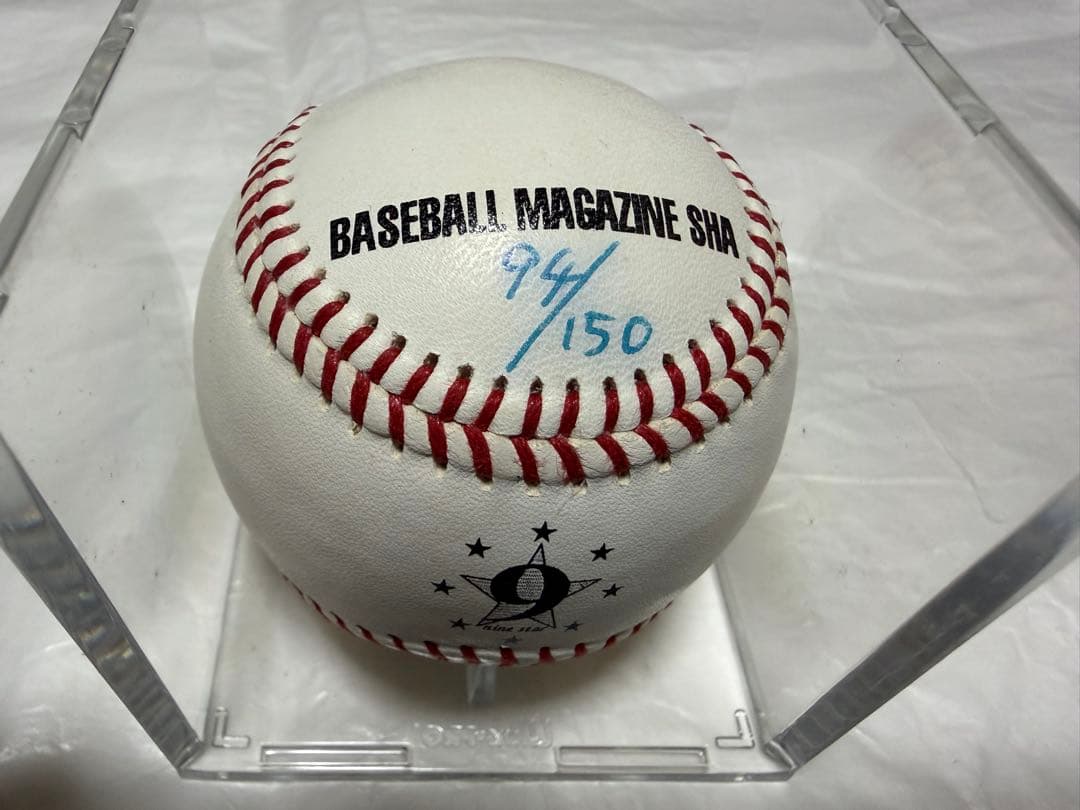 BASEBALL MAGAZINE SHA
94/150
9
nine star